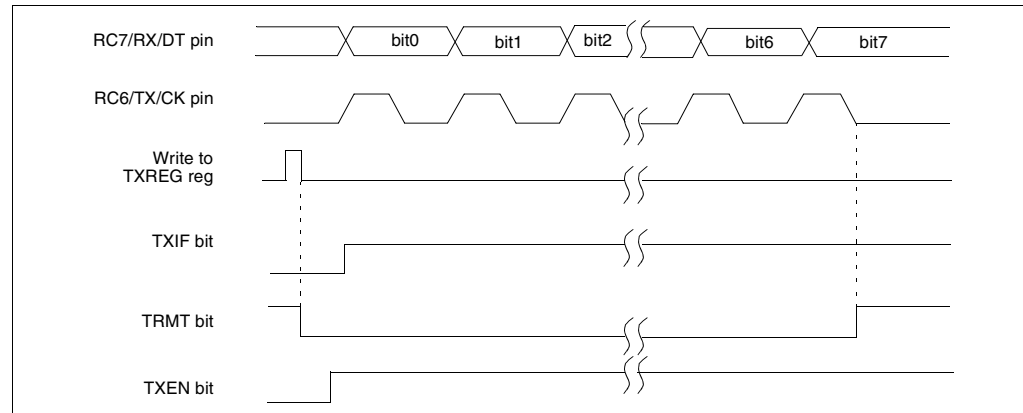 RC7/RX/DT pin
bit0
bit1
bit2
bit6
bit7
RC6/TX/CK pin
Write to
TXREG reg
TXIF bit
TRMT bit
TXEN bit